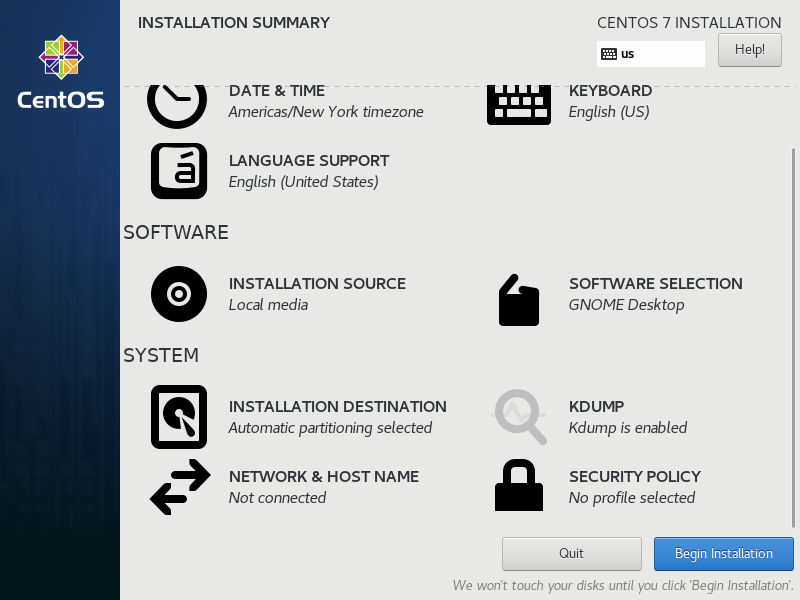 INSTALLATION SUMMARY
CENTOS 7 INSTALLATION
us
Help!
CentOS
DATE & TIME
Americas/New York timezone
KEYBOARD
English (US)
LANGUAGE SUPPORT
English (United States)
SOFTWARE
INSTALLATION SOURCE
Local media
SOFTWARE SELECTION
GNOME Desktop
SYSTEM
INSTALLATION DESTINATION
Automatic partitioning selected
KDUMP
Kdump is enabled
NETWORK & HOST NAME
Not connected
SECURITY POLICY
No profile selected
Quit
Begin Installation
We won't touch your disks until you click 'Begin Installation'.